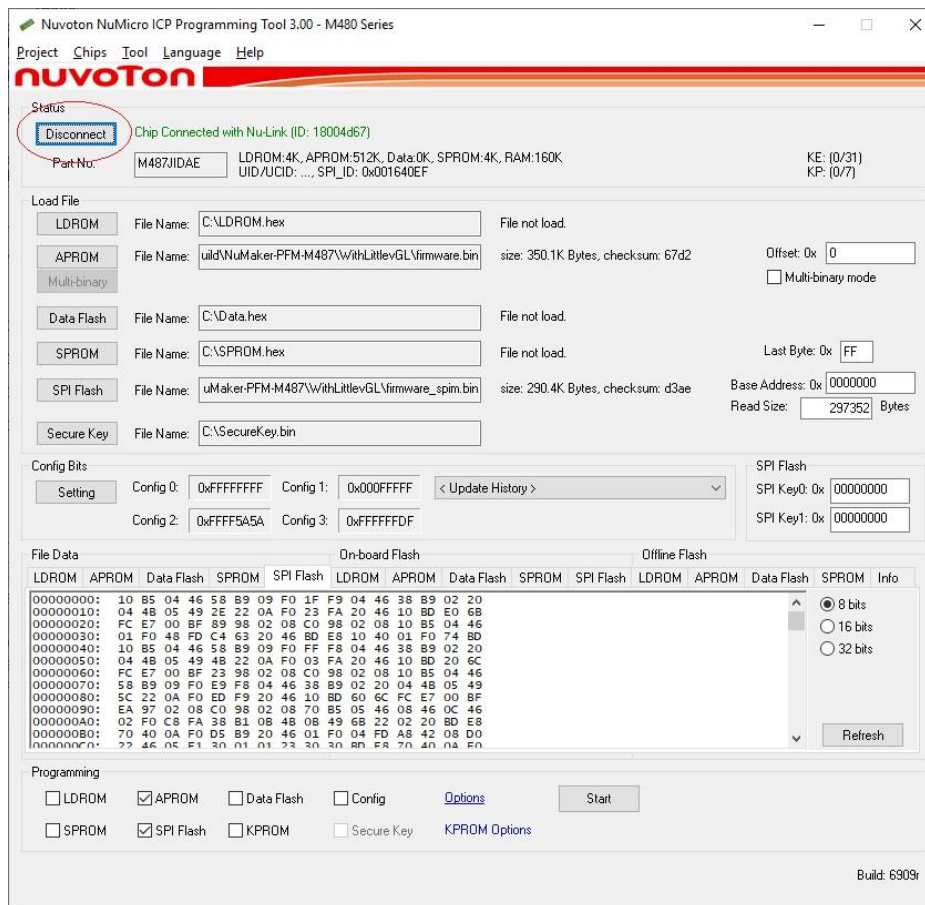 Nuvoton NuMicro ICP Programming Tool 3.00 - M480 Series
Project Chips Tool Language Help
nuvoTon
Status
Disconnect Chip Connected with Nu-Link (ID: 18004d67)
Part No. M487JIDAE LDROM:4K, APROM:512K, Data:0K, SPROM:4K, RAM:160K KE: (0/31)
UID/UCID: ..., SPI_ID: 0x001640EF KP: (0/7)
Load File
LDROM File Name: C:\LDROM.hex File not load.
APROM File Name: uild\NuMaker-PFM-M487\WithLittlevGL\firmware.bin size: 350.1K Bytes, checksum: 67d2 Offset: 0x 0
Multi-binary Multi-binary mode
Data Flash File Name: C:\Data.hex File not load.
SPROM File Name: C:\SPROM.hex File not load. Last Byte: 0x FF
SPI Flash File Name: uMaker-PFM-M487\WithLittlevGL\firmware_spim.bin size: 290.4K Bytes, checksum: d3ae Base Address: 0x 0000000
Read Size: 297352 Bytes
Secure Key File Name: C:\SecureKey.bin
Config Bits SPI Flash
Setting Config 0: 0xFFFFFFFF Config 1: 0x000FFFFF < Update History > SPI Key0: 0x 00000000
Config 2: 0xFFFF5A5A Config 3: 0xFFFFFFDF SPI Key1: 0x 00000000
File Data On-board Flash Offline Flash
LDROM APROM Data Flash SPROM SPI Flash LDROM APROM Data Flash SPROM SPI Flash LDROM APROM Data Flash SPROM Info
00000000: 10 B5 04 46 58 B9 09 F0 1F F9 04 46 38 B9 02 20 8 bits
00000010: 04 4B 05 49 2E 22 0A F0 23 FA 20 46 10 BD E0 6B
00000020: FC E7 00 BF 89 98 02 08 C0 98 02 08 10 B5 04 46 16 bits
00000030: 01 F0 48 FD C4 63 20 46 BD E8 10 40 01 F0 74 BD
00000040: 10 B5 04 46 58 B9 09 F0 FF F8 04 46 38 B9 02 20 32 bits
00000050: 04 4B 05 49 4B 22 0A F0 03 FA 20 46 10 BD 20 6C
00000060: FC E7 00 BF 23 98 02 08 C0 98 02 08 10 B5 04 46
00000070: 58 B9 09 F0 E9 F8 04 46 38 B9 02 20 04 4B 05 49
00000080: 5C 22 0A F0 ED F9 20 46 10 BD 60 6C FC E7 00 BF
00000090: EA 97 02 08 C0 98 02 08 70 B5 05 46 08 46 0C 46
000000A0: 02 F0 C8 FA 38 B1 0B 4B 0B 49 6B 22 02 20 BD E8
000000B0: 70 40 0A F0 D5 B9 20 46 01 F0 04 FD A8 42 08 D0 Refresh
000000C0: 22 46 05 F1 30 01 01 23 30 30 BD E8 70 40 0A F0
Programming
LDROM APROM Data Flash Config Options Start
SPROM SPI Flash KPROM Secure Key KPROM Options
Build: 6909r